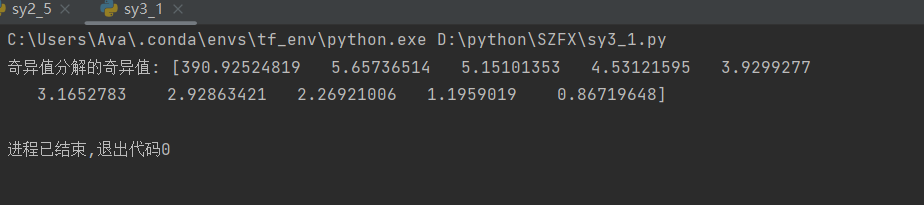 sy2_5 × sy3_1 ×
C:\Users\Ava\.conda\envs\tf_env\python.exe D:\python\SZFX\sy3_1.py
奇异值分解的奇异值: [390.92524819   5.65736514   5.15101353   4.53121595   3.9299277
   3.1652783    2.92863421   2.26921006   1.1959019    0.86719648]
进程已结束,退出代码0